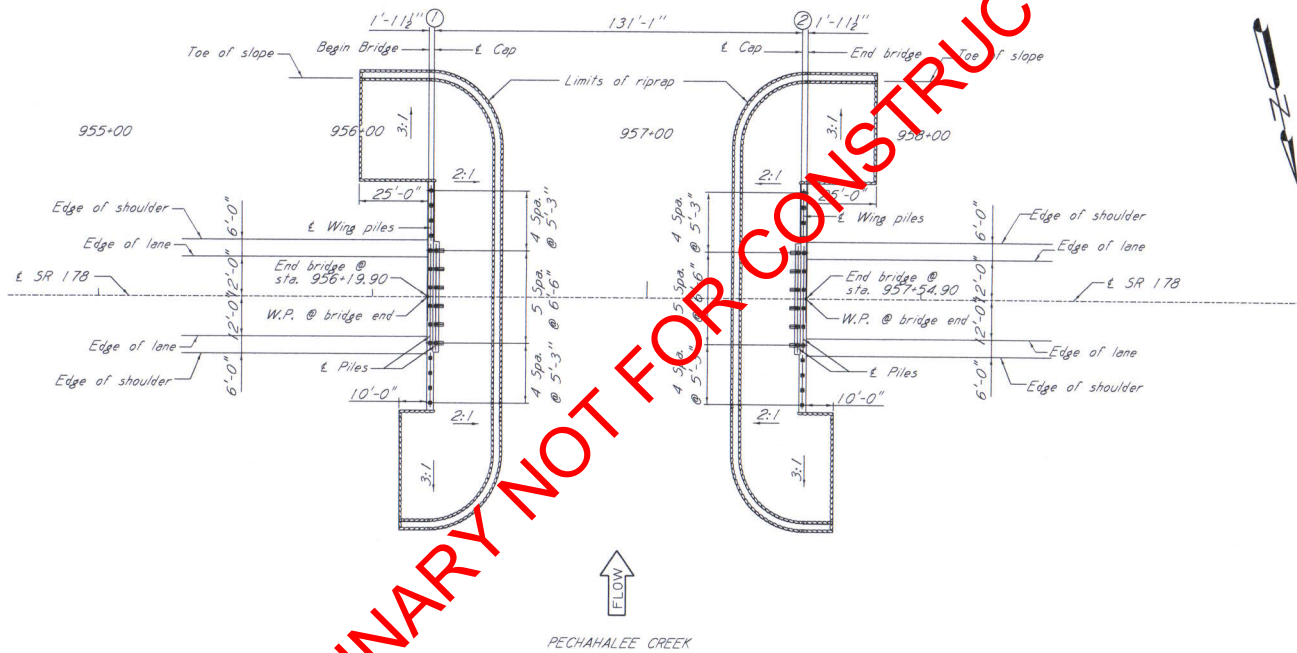 1'-11½" 1 131'-1" 2 1'-11½"
Toe of slope Begin Bridge ℄ Cap ℄ Cap End bridge Toe of slope
Limits of riprap
955+00 956+00 957+00 958+00
3:1 3:1
2:1 2:1
25'-0" 25'-0"
Edge of shoulder 6'-0" ℄ Wing piles 4 Spa. @ 5'-3" 4 Spa. @ 5'-3" ℄ Wing piles 6'-0" Edge of shoulder
Edge of lane Edge of lane
℄ SR 178 12'-0" End bridge @ sta. 956+19.90 5 Spa. @ 6'-6" 5 Spa. @ 6'-6" End bridge @ sta. 957+54.90 12'-0" ℄ SR 178
12'-0" W.P. @ bridge end W.P. @ bridge end 12'-0"
Edge of lane Edge of lane
℄ Piles ℄ Piles
Edge of shoulder 6'-0" 4 Spa. @ 5'-3" 4 Spa. @ 5'-3" 6'-0" Edge of shoulder
10'-0" 10'-0"
2:1 2:1
3:1 3:1
FLOW
PECHAHALEE CREEK
INARY NOT FOR CONSTRUC
N